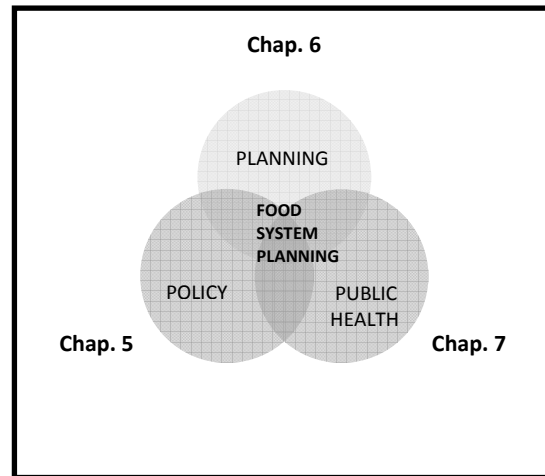 Chap. 6
PLANNING
FOOD
SYSTEM
PLANNING
POLICY
PUBLIC
HEALTH
Chap. 5
Chap. 7